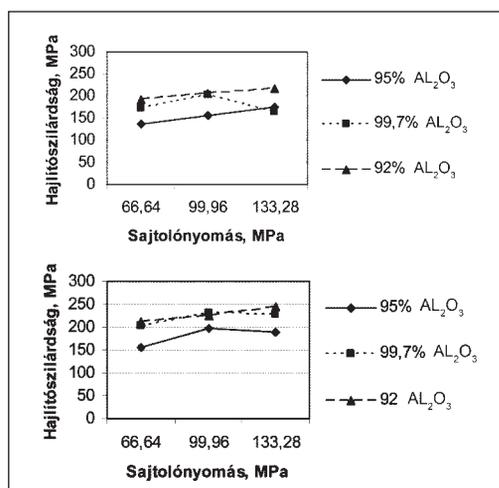 Hajlítószilárdság, MPa
300
250
200
150
100
50
0
66,64 99,96 133,28
Sajtolónyomás, MPa
95% AL₂O₃
99,7% AL₂O₃
92% AL₂O₃
Hajlítószilárdság, MPa
300
250
200
150
100
50
0
66,64 99,96 133,28
Sajtolónyomás, MPa
95% AL₂O₃
99,7% AL₂O₃
92 AL₂O₃